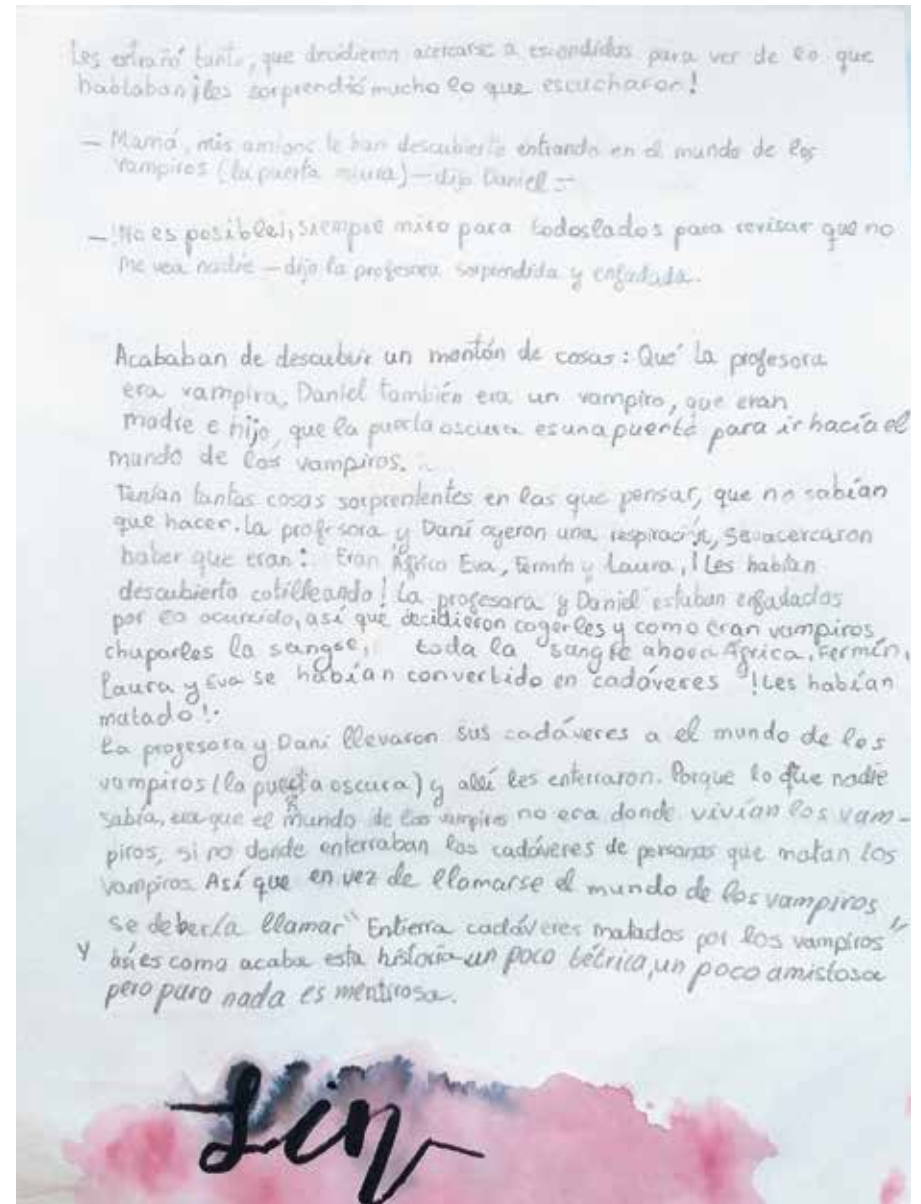 Les extrañó tanto, que decidieron acercarse a escondidas para ver de lo que
hablaban ¡les sorprendió mucho lo que escucharon!
— Mamá, mis amigos te han descubierto entrando en el mundo de los
vampiros (la puerta oscura) — dijo Daniel —
— ¡No es posible!, siempre miro para todoslados para revisar que no
me vea nadie — dijo la profesora sorprendida y enfadada.
Acababan de descubrir un montón de cosas: Qué la profesora
era vampira, Daniel también era un vampiro, que eran
madre e hijo, que la puerta oscura es una puerta para ir hacía el
mundo de los vampiros.
Tenían tantas cosas sorprendentes en las que pensar, que no sabían
que hacer. La profesora y Dani oyeron una respiración, se acercaron
haber que eran: Eran África Eva, Fermín y Laura, ¡Les habían
descubierto cotilleando! La profesora y Daniel estaban enfadados
por lo ocurrido, así que decidieron cogerles y como eran vampiros
chuparles la sangre, toda la sangre ahora África, Fermín,
Laura y Eva se habían convertido en cadáveres ¡Les habían
matado!.
La profesora y Dani llevaron sus cadáveres a el mundo de los
vampiros (la puerta oscura) y allí les enterraron. Porque lo que nadie
sabía, era que el mundo de los vampiros no era donde vivían los vam-
piros, si no donde enterraban los cadáveres de personas que matan los
vampiros. Así que en vez de llamarse el mundo de los vampiros
se debería llamar "Entierra cadáveres matados por los vampiros"
Y así es como acaba esta historia un poco tétrica, un poco amistosa
pero para nada es mentirosa.
Fin